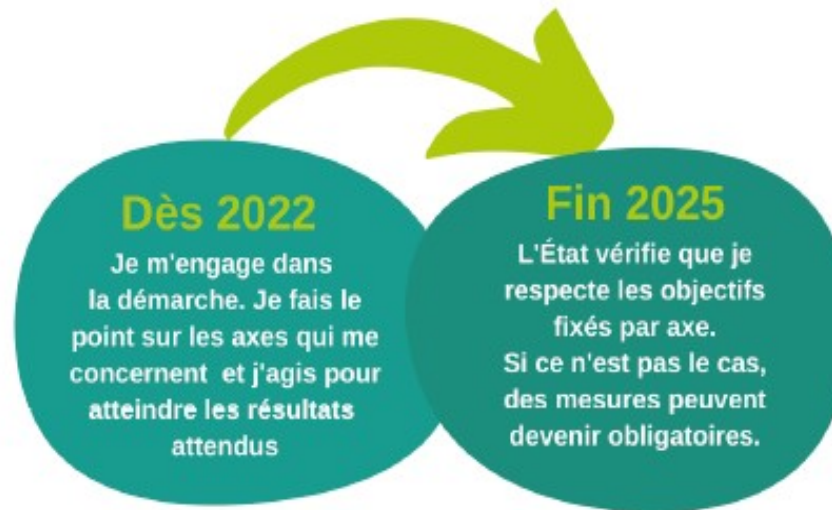 Dès 2022
Je m'engage dans
la démarche. Je fais le
point sur les axes qui me
concernent et j'agis pour
atteindre les résultats
attendus
Fin 2025
L'État vérifie que je
respecte les objectifs
fixés par axe.
Si ce n'est pas le cas,
des mesures peuvent
devenir obligatoires.